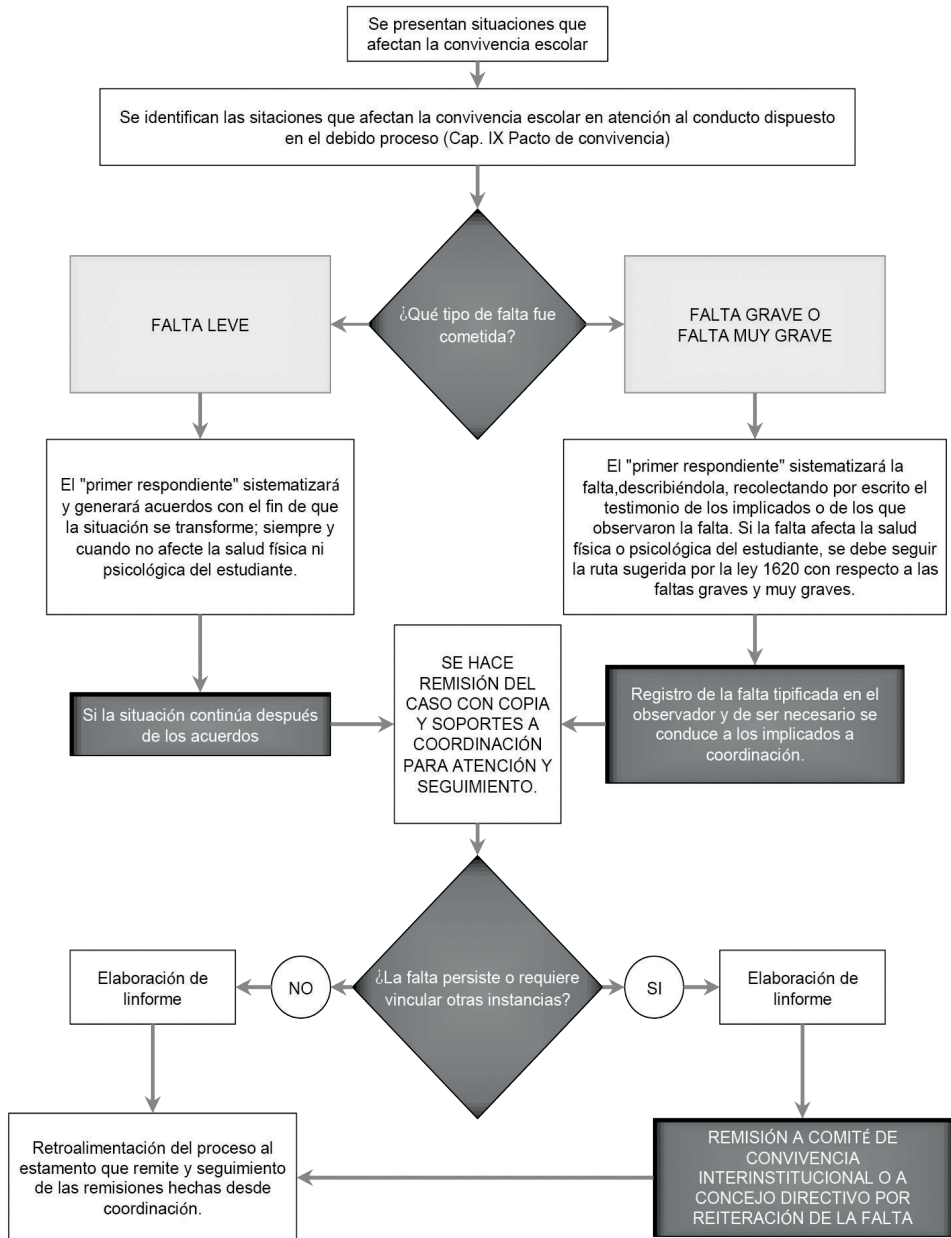 Se presentan situaciones que
afectan la convivencia escolar
Se identifican las sitaciones que afectan la convivencia escolar en atención al conducto dispuesto
en el debido proceso (Cap. IX Pacto de convivencia)
¿Qué tipo de falta fue
cometida?
FALTA LEVE
FALTA GRAVE O
FALTA MUY GRAVE
El "primer respondiente" sistematizará
y generará acuerdos con el fin de que
la situación se transforme; siempre y
cuando no afecte la salud física ni
psicológica del estudiante.
El "primer respondiente" sistematizará la
falta,describiéndola, recolectando por escrito el
testimonio de los implicados o de los que
observaron la falta. Si la falta afecta la salud
física o psicológica del estudiante, se debe seguir
la ruta sugerida por la ley 1620 con respecto a las
faltas graves y muy graves.
Si la situación continúa después
de los acuerdos
SE HACE
REMISIÓN DEL
CASO CON COPIA
Y SOPORTES A
COORDINACIÓN
PARA ATENCIÓN Y
SEGUIMIENTO.
Registro de la falta tipificada en el
observador y de ser necesario se
conduce a los implicados a
coordinación.
¿La falta persiste o requiere
vincular otras instancias?
NO
SI
Elaboración de
linforme
Elaboración de
linforme
Retroalimentación del proceso al
estamento que remite y seguimiento
de las remisiones hechas desde
coordinación.
REMISIÓN A COMITÉ DE
CONVIVENCIA
INTERINSTITUCIONAL O A
CONCEJO DIRECTIVO POR
REITERACIÓN DE LA FALTA